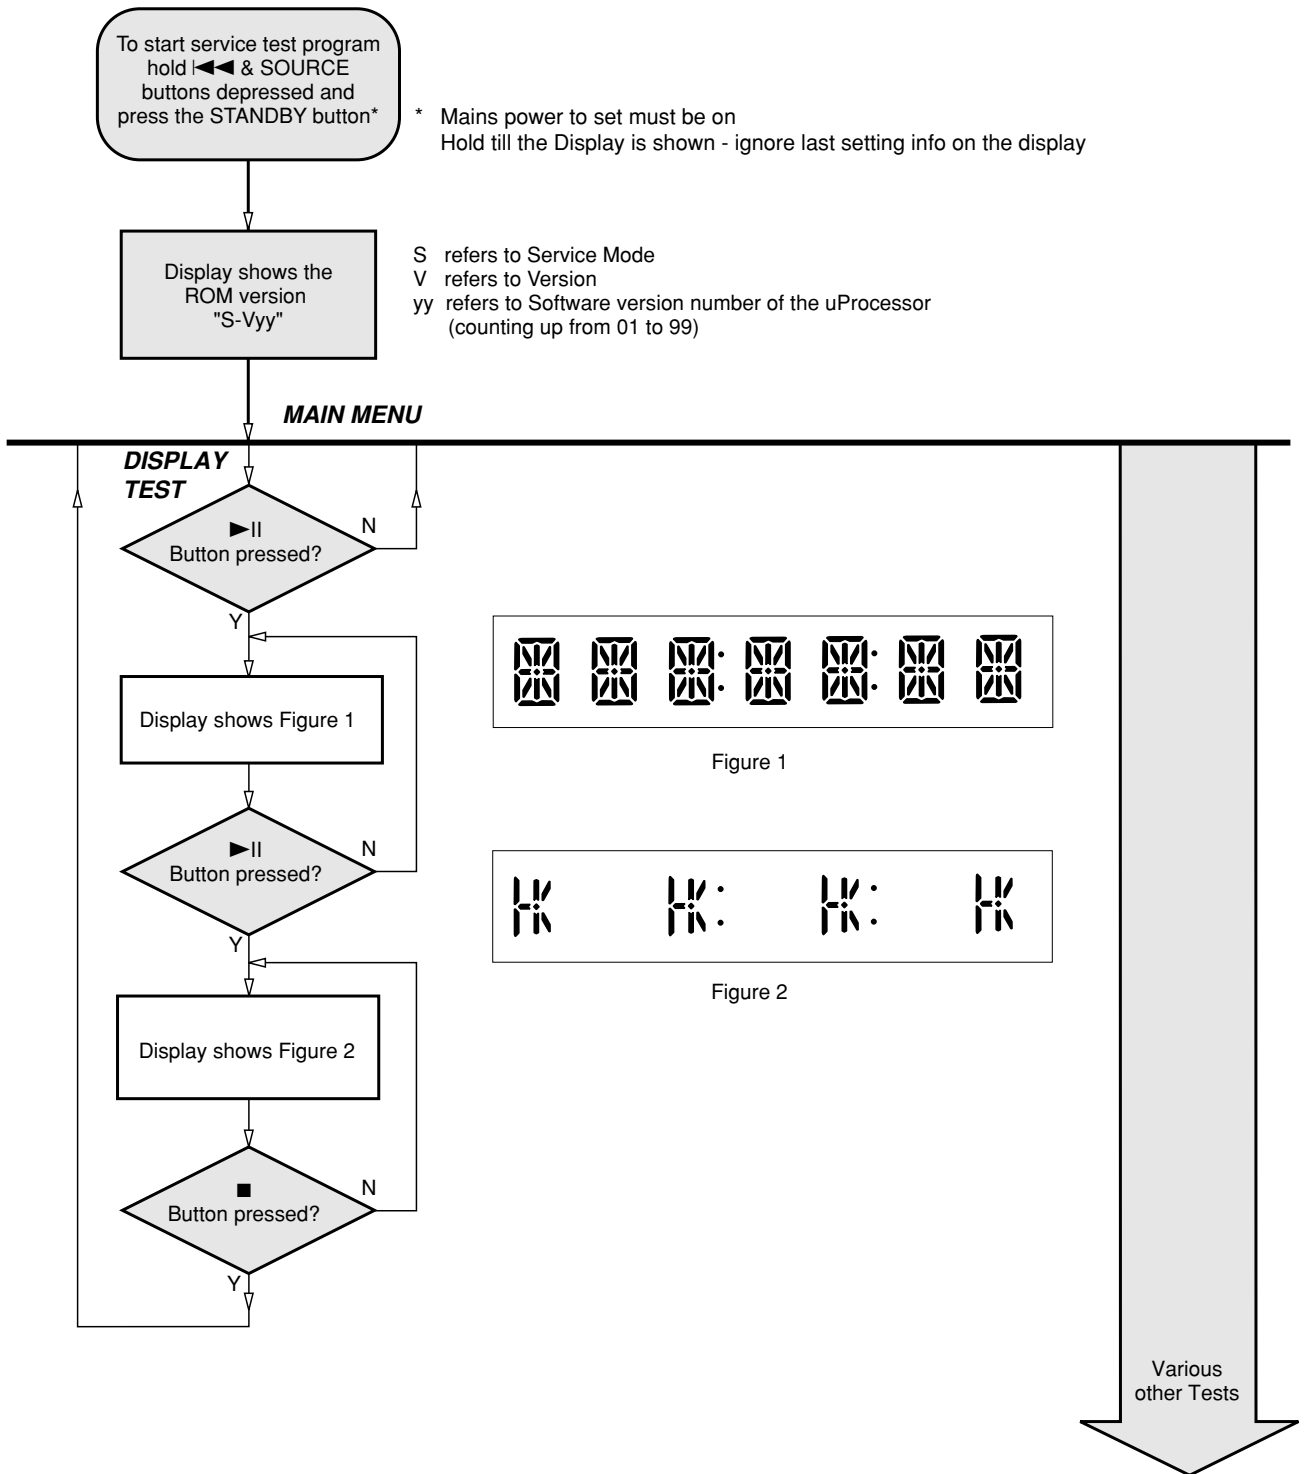 To start service test program
hold |◀◀ & SOURCE
buttons depressed and
press the STANDBY button*
* Mains power to set must be on
Hold till the Display is shown - ignore last setting info on the display
Display shows the
ROM version
"S-Vyy"
S refers to Service Mode
V refers to Version
yy refers to Software version number of the uProcessor
(counting up from 01 to 99)
MAIN MENU
DISPLAY
TEST
▶II
Button pressed?
N
Y
Display shows Figure 1
Figure 1
▶II
Button pressed?
N
Y
Display shows Figure 2
Figure 2
■
Button pressed?
N
Y
Various
other Tests